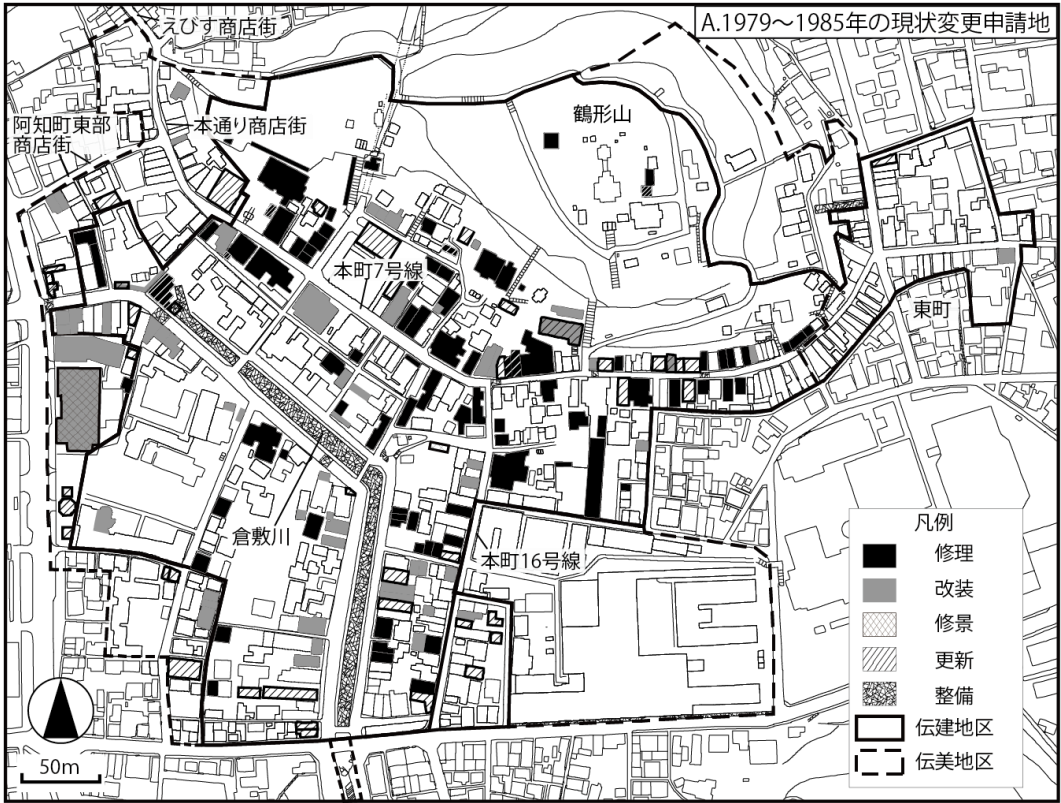 A.1979～1985年の現状変更申請地
えびす商店街
阿知町東部
商店街
本通り商店街
鶴形山
本町7号線
東町
倉敷川
本町16号線
凡例
修理
改装
修景
更新
整備
伝建地区
伝美地区
50m